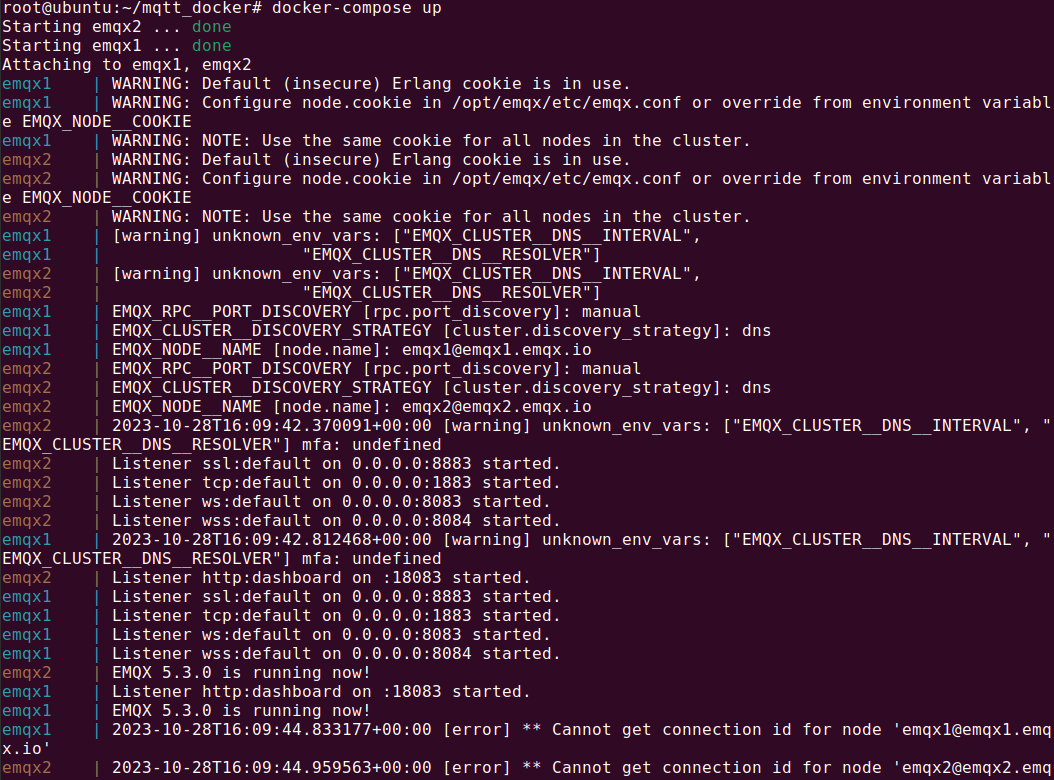 root@ubuntu:~/mqtt_docker# docker-compose up
Starting emqx2 ... done
Starting emqx1 ... done
Attaching to emqx1, emqx2
emqx1    | WARNING: Default (insecure) Erlang cookie is in use.
emqx1    | WARNING: Configure node.cookie in /opt/emqx/etc/emqx.conf or override from environment variabl
e EMQX_NODE__COOKIE
emqx1    | WARNING: NOTE: Use the same cookie for all nodes in the cluster.
emqx2    | WARNING: Default (insecure) Erlang cookie is in use.
emqx2    | WARNING: Configure node.cookie in /opt/emqx/etc/emqx.conf or override from environment variabl
e EMQX_NODE__COOKIE
emqx2    | WARNING: NOTE: Use the same cookie for all nodes in the cluster.
emqx1    | [warning] unknown_env_vars: ["EMQX_CLUSTER__DNS__INTERVAL",
emqx1    |                    "EMQX_CLUSTER__DNS__RESOLVER"]
emqx2    | [warning] unknown_env_vars: ["EMQX_CLUSTER__DNS__INTERVAL",
emqx2    |                    "EMQX_CLUSTER__DNS__RESOLVER"]
emqx1    | EMQX_RPC__PORT_DISCOVERY [rpc.port_discovery]: manual
emqx1    | EMQX_CLUSTER__DISCOVERY_STRATEGY [cluster.discovery_strategy]: dns
emqx1    | EMQX_NODE__NAME [node.name]: emqx1@emqx1.emqx.io
emqx2    | EMQX_RPC__PORT_DISCOVERY [rpc.port_discovery]: manual
emqx2    | EMQX_CLUSTER__DISCOVERY_STRATEGY [cluster.discovery_strategy]: dns
emqx2    | EMQX_NODE__NAME [node.name]: emqx2@emqx2.emqx.io
emqx2    | 2023-10-28T16:09:42.370091+00:00 [warning] unknown_env_vars: ["EMQX_CLUSTER__DNS__INTERVAL", "
EMQX_CLUSTER__DNS__RESOLVER"] mfa: undefined
emqx2    | Listener ssl:default on 0.0.0.0:8883 started.
emqx2    | Listener tcp:default on 0.0.0.0:1883 started.
emqx2    | Listener ws:default on 0.0.0.0:8083 started.
emqx2    | Listener wss:default on 0.0.0.0:8084 started.
emqx1    | 2023-10-28T16:09:42.812468+00:00 [warning] unknown_env_vars: ["EMQX_CLUSTER__DNS__INTERVAL", "
EMQX_CLUSTER__DNS__RESOLVER"] mfa: undefined
emqx2    | Listener http:dashboard on :18083 started.
emqx1    | Listener ssl:default on 0.0.0.0:8883 started.
emqx1    | Listener tcp:default on 0.0.0.0:1883 started.
emqx1    | Listener ws:default on 0.0.0.0:8083 started.
emqx1    | Listener wss:default on 0.0.0.0:8084 started.
emqx2    | EMQX 5.3.0 is running now!
emqx1    | Listener http:dashboard on :18083 started.
emqx1    | EMQX 5.3.0 is running now!
emqx1    | 2023-10-28T16:09:44.833177+00:00 [error] ** Cannot get connection id for node 'emqx1@emqx1.emq
x.io'
emqx2    | 2023-10-28T16:09:44.959563+00:00 [error] ** Cannot get connection id for node 'emqx2@emqx2.emq